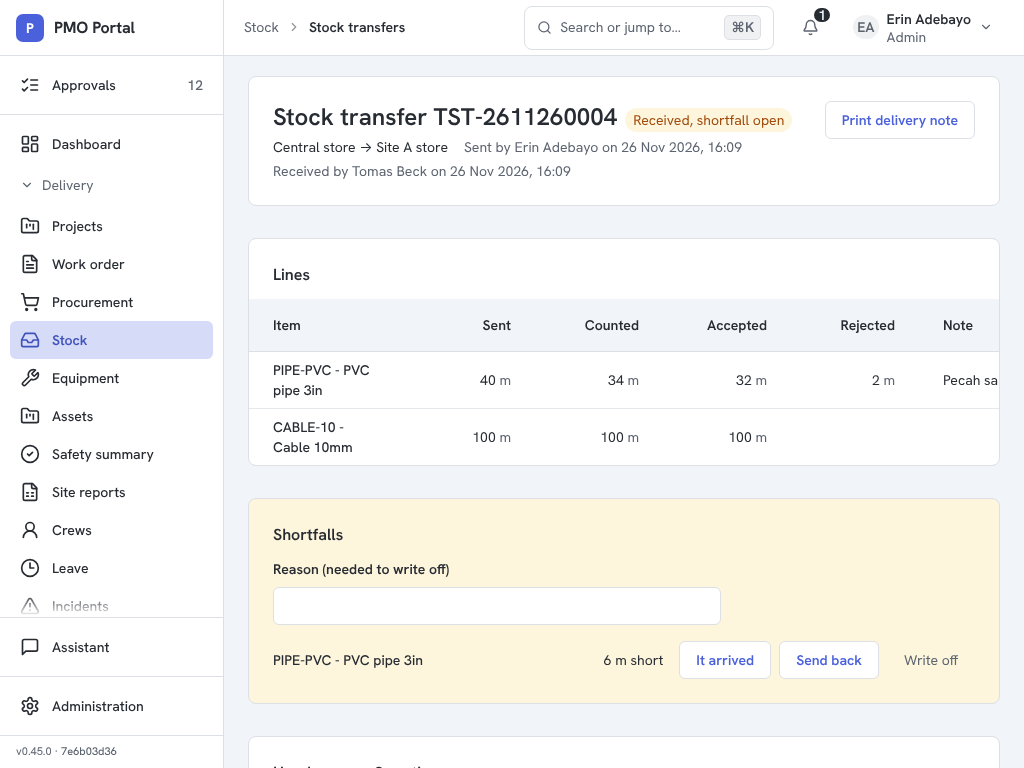 P PMO Portal
Stock > Stock transfers
Search or jump to... ⌘K
1
EA Erin Adebayo
Admin
Approvals 12
Dashboard
Delivery
Projects
Work order
Procurement
Stock
Equipment
Assets
Safety summary
Site reports
Crews
Leave
Incidents
Assistant
Administration
v0.45.0 · 7e6b03d36
Stock transfer TST-2611260004 Received, shortfall open
Print delivery note
Central store → Site A store Sent by Erin Adebayo on 26 Nov 2026, 16:09
Received by Tomas Beck on 26 Nov 2026, 16:09
Lines
Item Sent Counted Accepted Rejected Note
PIPE-PVC - PVC
pipe 3in
40 m 34 m 32 m 2 m Pecah sa
CABLE-10 -
Cable 10mm
100 m 100 m 100 m
Shortfalls
Reason (needed to write off)
PIPE-PVC - PVC pipe 3in 6 m short It arrived Send back Write off